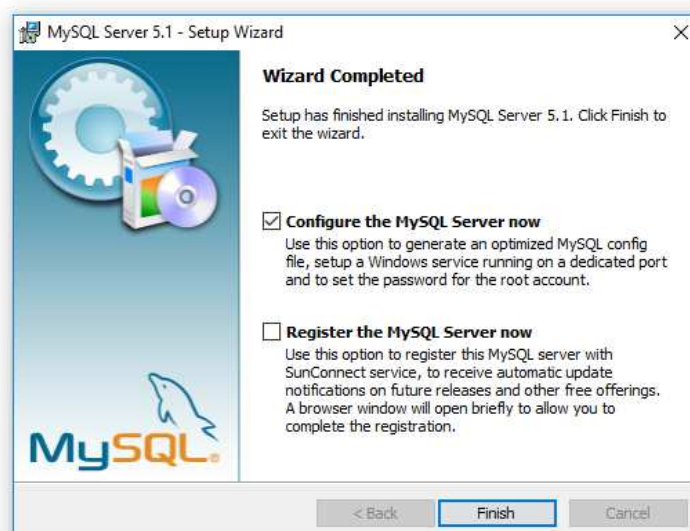 MySQL Server 5.1 - Setup Wizard
Wizard Completed
Setup has finished installing MySQL Server 5.1. Click Finish to
exit the wizard.
Configure the MySQL Server now
Use this option to generate an optimized MySQL config
file, setup a Windows service running on a dedicated port
and to set the password for the root account.
Register the MySQL Server now
Use this option to register this MySQL server with
SunConnect service, to receive automatic update
notifications on future releases and other free offerings.
A browser window will open briefly to allow you to
complete the registration.
MySQL®
< Back
Finish
Cancel